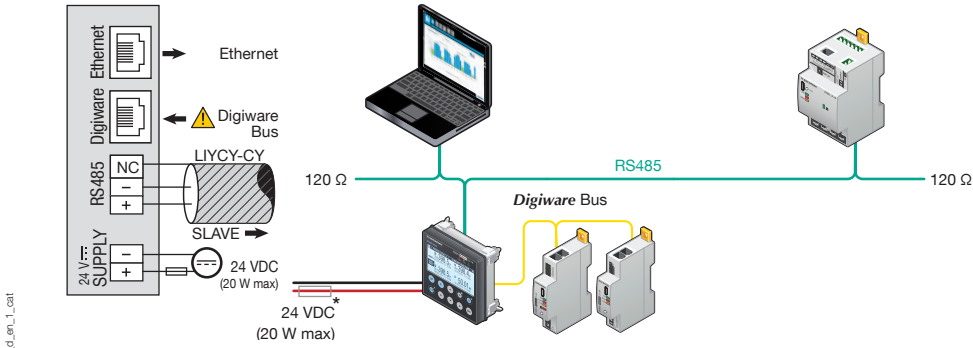 Ethernet
Ethernet
Digiware
Digiware
Bus
LIYCY-CY
RS485
NC
–
+
SLAVE
24 V
SUPPLY
–
+
24 VDC
(20 W max)
120 Ω
RS485
120 Ω
Digiware Bus
*
24 VDC
(20 W max)
d_en_1_cat